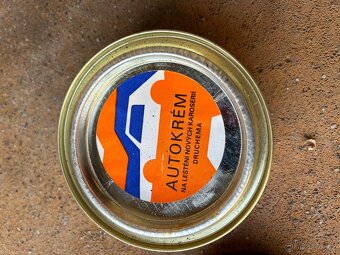 AUTOKRÉM
NA LEŠTĚNÍ NOVÝCH KAROSERIÍ
DRUCHEMA